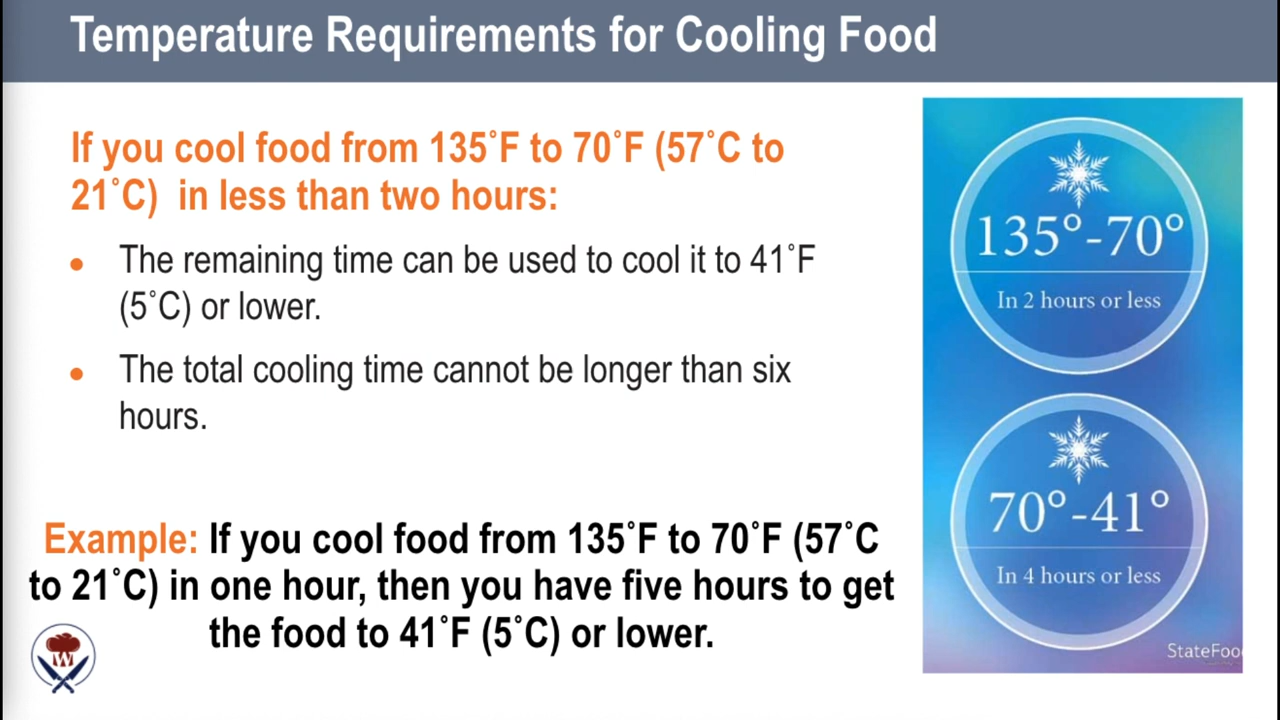 Temperature Requirements for Cooling Food
If you cool food from 135˚F to 70˚F (57˚C to
21˚C)  in less than two hours:
• The remaining time can be used to cool it to 41˚F
(5˚C) or lower.
• The total cooling time cannot be longer than six
hours.
Example: If you cool food from 135˚F to 70˚F (57˚C
to 21˚C) in one hour, then you have five hours to get
the food to 41˚F (5˚C) or lower.
W
135°-70°
In 2 hours or less
70°-41°
In 4 hours or less
StateFoo